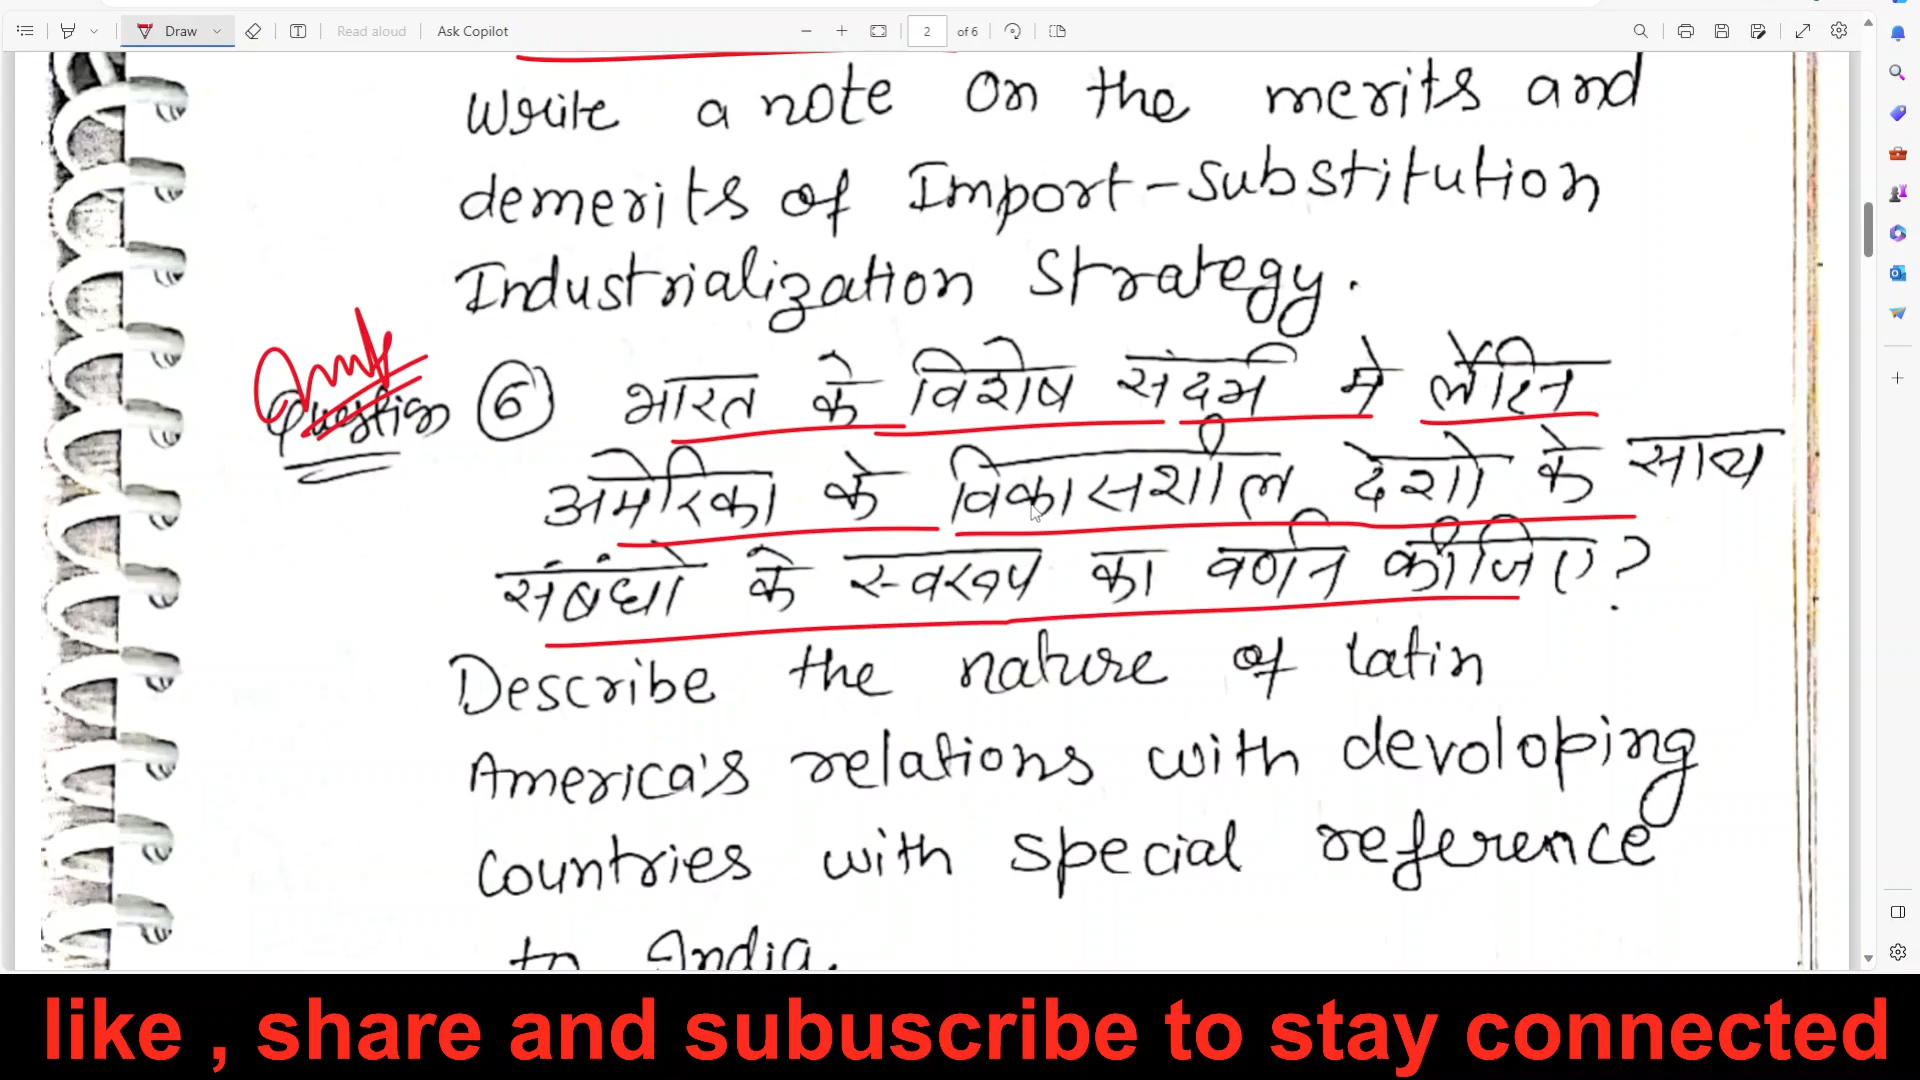 Draw
Read aloud
Ask Copilot
2
of 6
Write a note on the merits and
demerits of Import-substitution
Industrialization Strategy.
Question ⑥ भारत के विशेष संदर्भ मे लैटिन
अमेरिका के विकासशील देशो के साथ
संबंधो के स्वरूप का वर्णन कीजिए?
Describe the nature of Latin
America's relations with devoloping
countries with special reference
to India.
like , share and subuscribe to stay connected